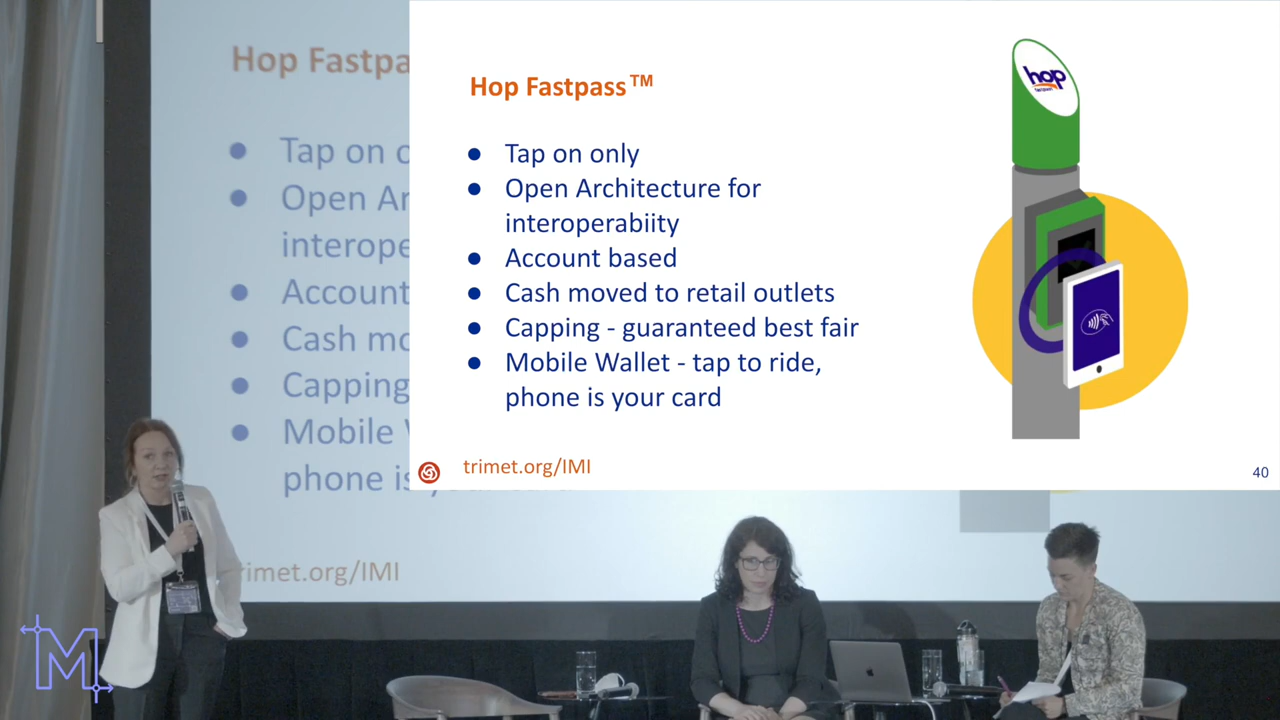 Hop Fastpass™
● Tap on only
● Open Architecture for
interoperabiity
● Account based
● Cash moved to retail outlets
● Capping - guaranteed best fair
● Mobile Wallet - tap to ride,
phone is your card
trimet.org/IMI
40
hop
fastpass
Hop Fastpa
● Tap on o
● Open Ar
interope
● Account
● Cash mo
● Capping
● Mobile
phone is
trimet.org/IMI
M